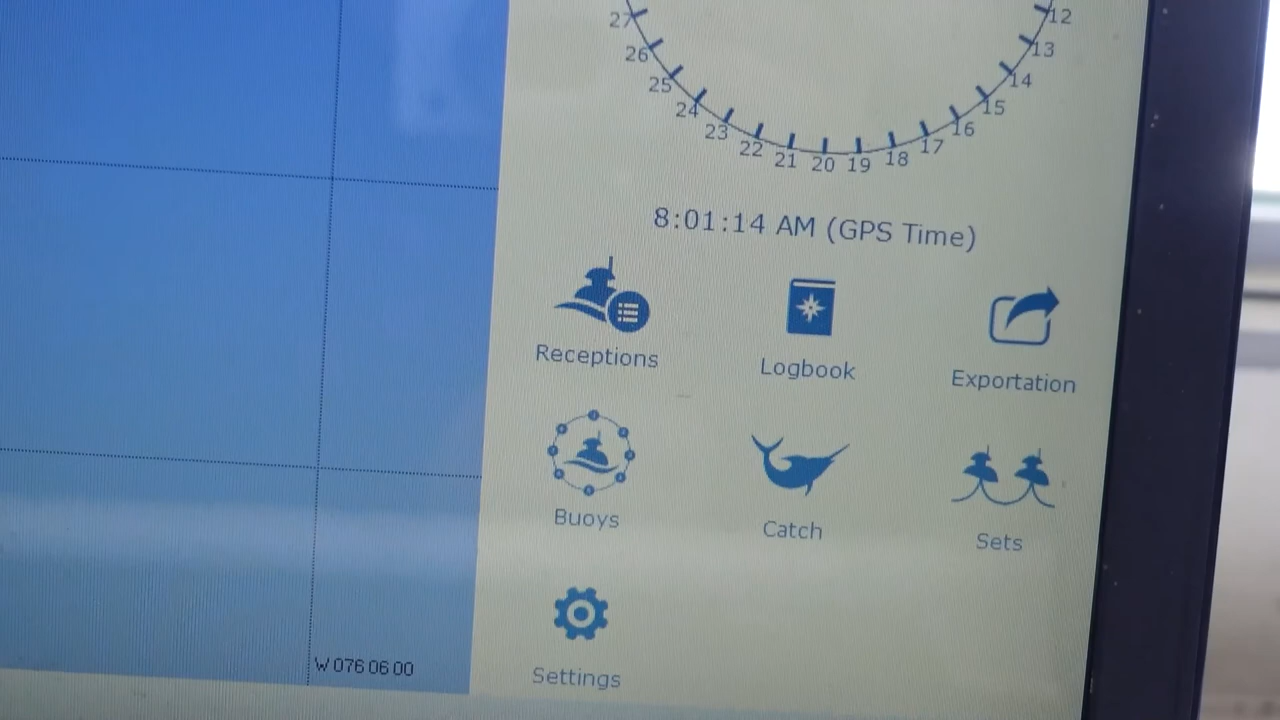 27
26
25
24
23
22
21
20
19
18
17
16
15
14
13
12
8:01:14 AM (GPS Time)
Receptions
Logbook
Exportation
Buoys
Catch
Sets
Settings
W 076 06 00